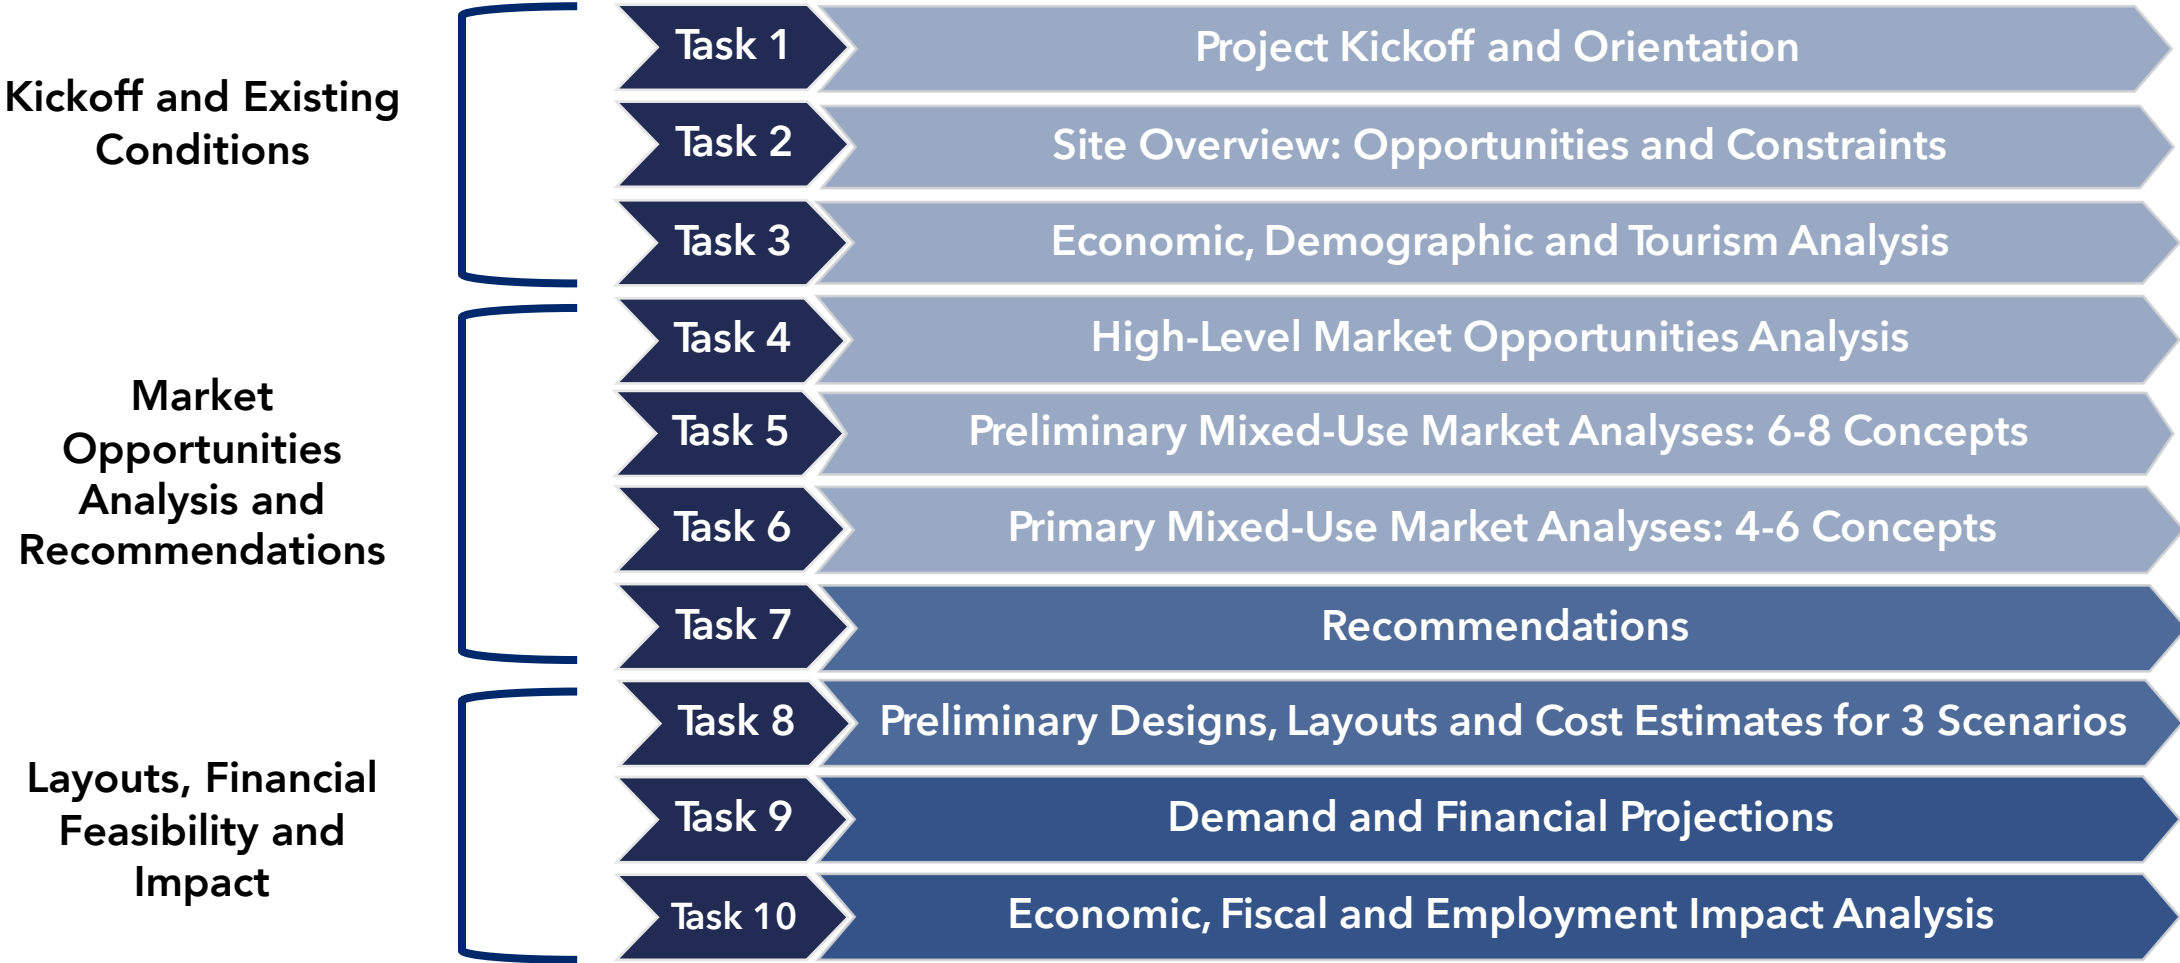 Kickoff and Existing
Conditions
Task 1
Project Kickoff and Orientation
Task 2
Site Overview: Opportunities and Constraints
Task 3
Economic, Demographic and Tourism Analysis
Market
Opportunities
Analysis and
Recommendations
Task 4
High-Level Market Opportunities Analysis
Task 5
Preliminary Mixed-Use Market Analyses: 6-8 Concepts
Task 6
Primary Mixed-Use Market Analyses: 4-6 Concepts
Task 7
Recommendations
Layouts, Financial
Feasibility and
Impact
Task 8
Preliminary Designs, Layouts and Cost Estimates for 3 Scenarios
Task 9
Demand and Financial Projections
Task 10
Economic, Fiscal and Employment Impact Analysis